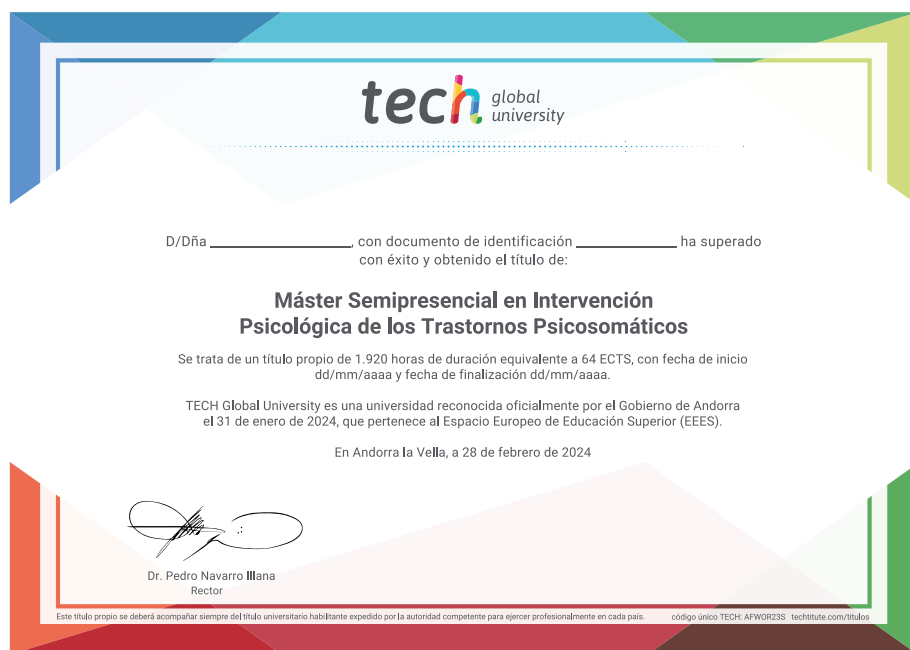 tech global university
D/Dña ____________________, con documento de identificación ______________ ha superado
con éxito y obtenido el título de:
Máster Semipresencial en Intervención
Psicológica de los Trastornos Psicosomáticos
Se trata de un título propio de 1.920 horas de duración equivalente a 64 ECTS, con fecha de inicio
dd/mm/aaaa y fecha de finalización dd/mm/aaaa.
TECH Global University es una universidad reconocida oficialmente por el Gobierno de Andorra
el 31 de enero de 2024, que pertenece al Espacio Europeo de Educación Superior (EEES).
En Andorra la Vella, a 28 de febrero de 2024
Dr. Pedro Navarro Illana
Rector
Este título propio se deberá acompañar siempre del título universitario habilitante expedido por la autoridad competente para ejercer profesionalmente en cada país. código único TECH: AFWOR23S techtitute.com/titulos